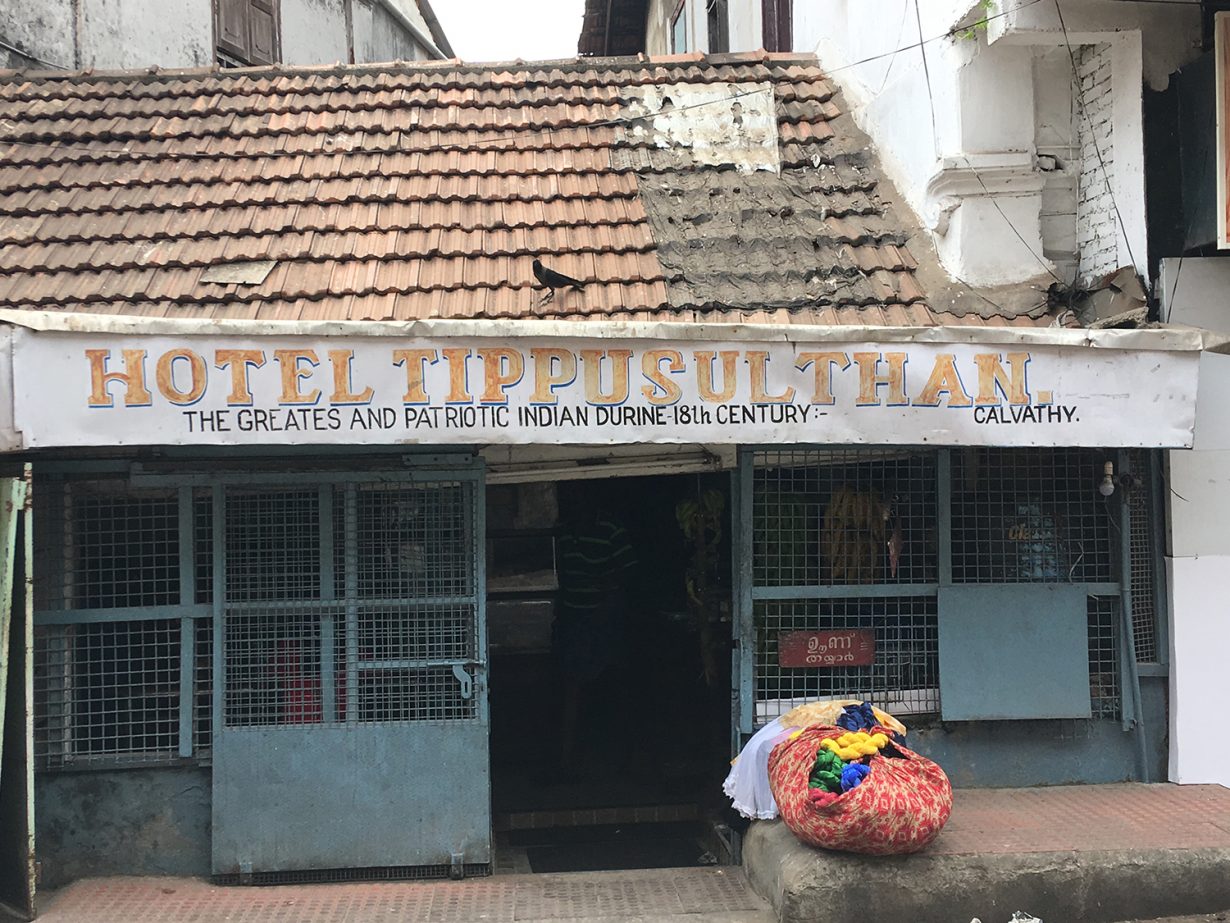 HOTEL TIPPUSULTHAN.
THE GREATES AND PATRIOTIC INDIAN DURINE-18th CENTURY:-
CALVATHY.
ഊണ്
തയ്യാർ